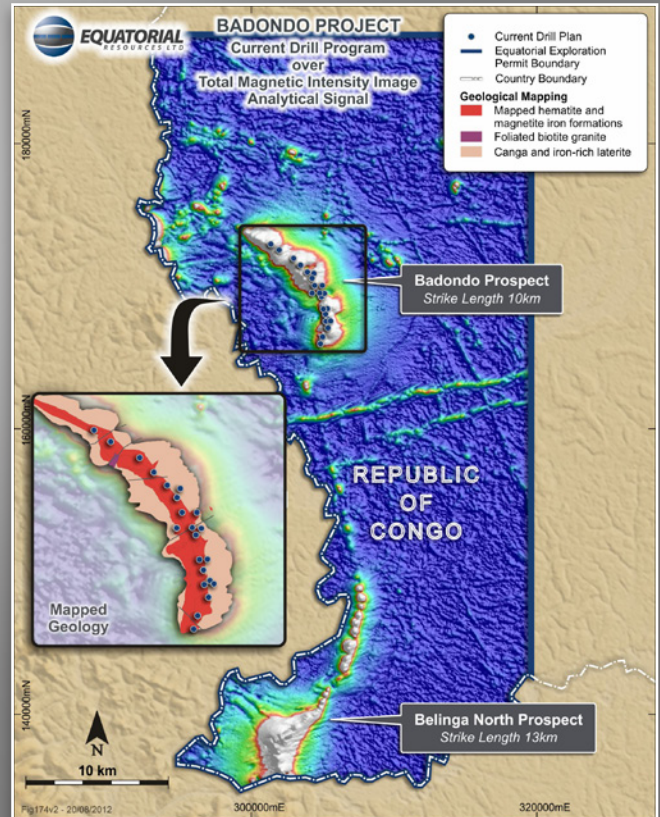 EQUATORIAL
RESOURCES LTD
BADONDO PROJECT
Current Drill Program
over
Total Magnetic Intensity Image
Analytical Signal
Current Drill Plan
Equatorial Exploration
Permit Boundary
Country Boundary
Geological Mapping
Mapped hematite and
magnetite iron formations
Foliated biotite granite
Canga and iron-rich laterite
180000mN
Badondo Prospect
Strike Length 10km
160000mN
REPUBLIC
OF
CONGO
Mapped
Geology
140000mN
Belinga North Prospect
Strike Length 13km
N
10 km
Fig174v2 - 20/06/2012
300000mE
320000mE